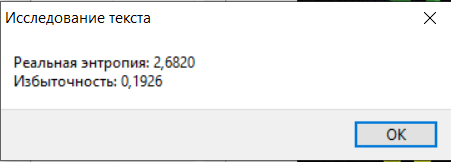 Исследование текста
Реальная энтропия: 2,6820
Избыточность: 0,1926
OK